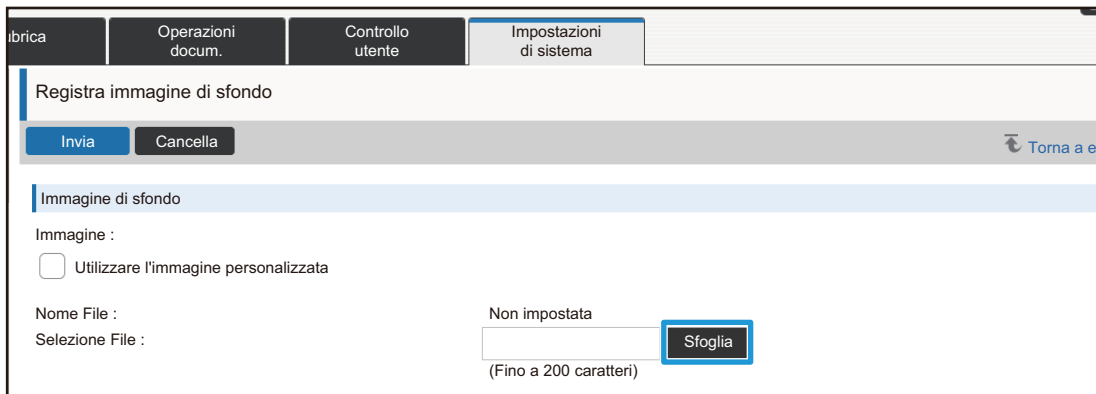 ubrica
Operazioni
docum.
Controllo
utente
Impostazioni
di sistema
Registra immagine di sfondo
Invia
Cancella
Torna a e
Immagine di sfondo
Immagine :
Utilizzare l'immagine personalizzata
Nome File :
Non impostata
Selezione File :
Sfoglia
(Fino a 200 caratteri)